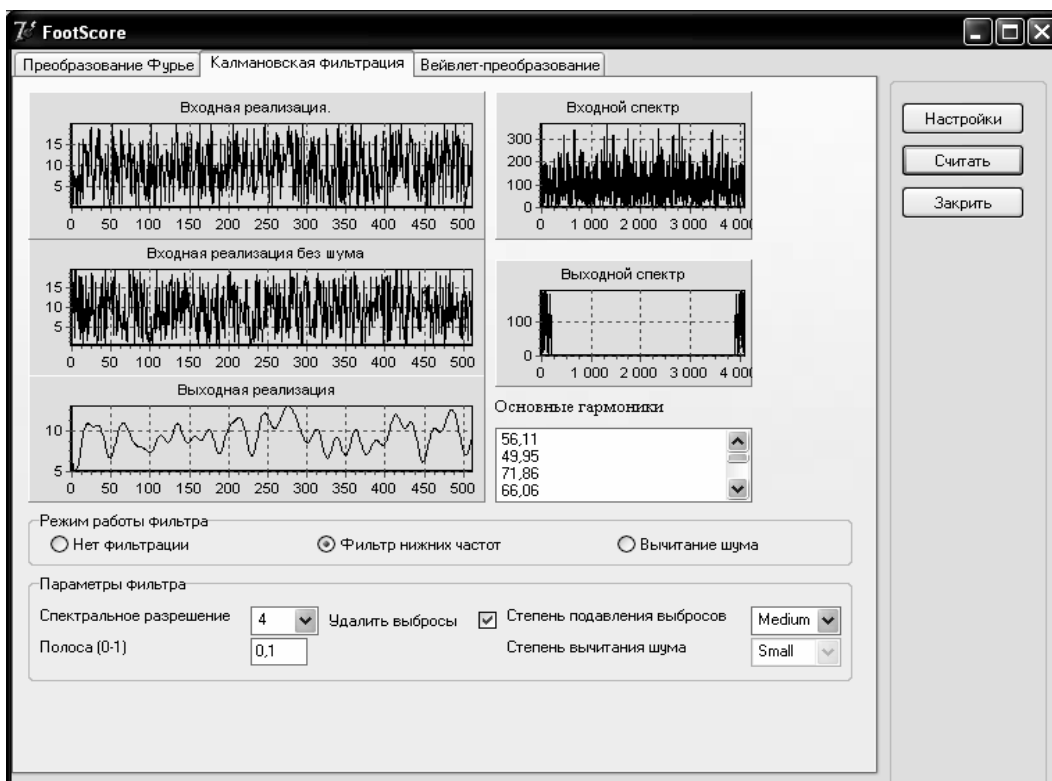 FootScore
Преобразование Фурье Калмановская фильтрация Вейвлет-преобразование
Входная реализация.
15
10
5
0 50 100 150 200 250 300 350 400 450 500
Входная реализация без шума
15
10
5
0 50 100 150 200 250 300 350 400 450 500
Выходная реализация
10
5
0 50 100 150 200 250 300 350 400 450 500
Входной спектр
300
200
100
0
0 1 000 2 000 3 000 4 00
Выходной спектр
100
0
0 1 000 2 000 3 000 4 00
Основные гармоники
56,11
49,95
71,86
66,06
Настройки
Считать
Закрить
Режим работы фильтра
Нет фильтрации Фильтр нижних частот Вычитание шума
Параметры фильтра
Спектральное разрешение 4 Удалить выбросы Степень подавления выбросов Medium
Полоса (0-1) 0,1 Степень вычитания шума Small